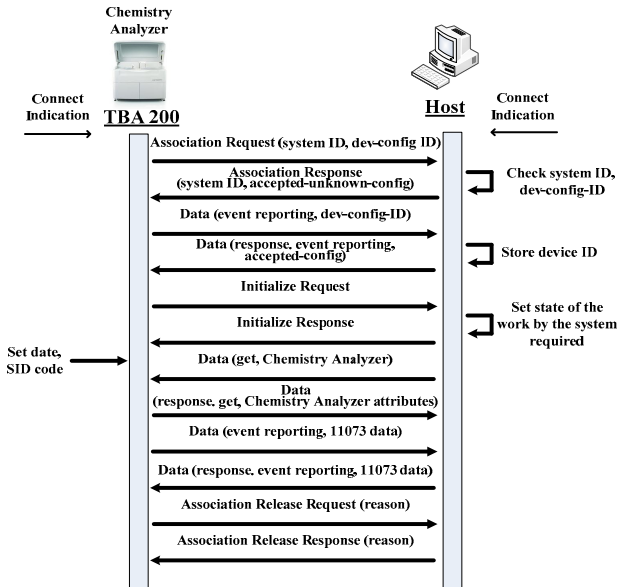 Chemistry
Analyzer
TBA 200
Host
Connect
Indication
Connect
Indication
Association Request (system ID, dev-config ID)
Association Response
(system ID, accepted-unknown-config)
Check system ID,
dev-config-ID
Data (event reporting, dev-config-ID)
Data (response. event reporting,
accepted-config)
Store device ID
Initialize Request
Initialize Response
Set state of the
work by the system
required
Set date,
SID code
Data (get, Chemistry Analyzer)
Data
(response. get, Chemistry Analyzer attributes)
Data (event reporting, 11073 data)
Data (response. event reporting, 11073 data)
Association Release Request (reason)
Association Release Response (reason)